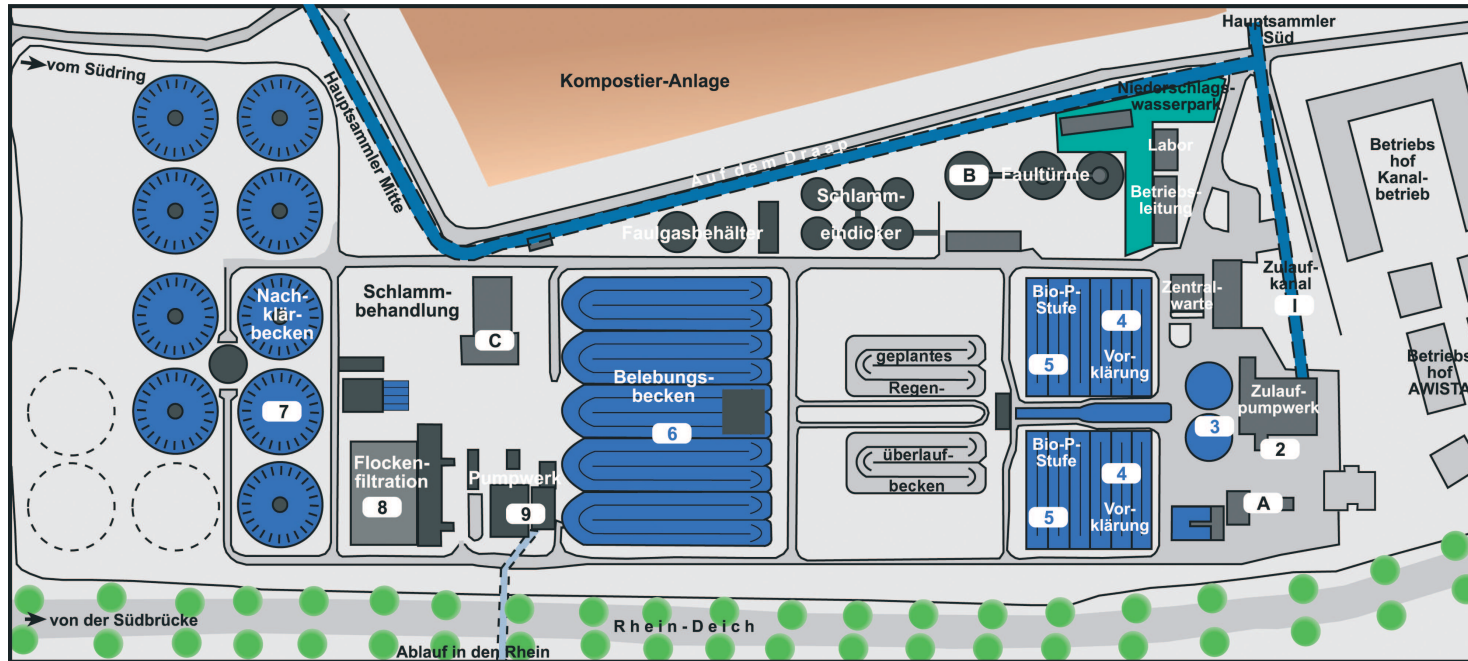 Hauptsammler
Süd
vom Südring
Kompostier-Anlage
Hauptsammler Mitte
Auf dem Draap
Niederschlags-
wasserpark
Labor
Betriebs-
leitung
B
Faultürme
Schlamm-
eindicker
Faulgasbehälter
Betriebs
hof
Kanal-
betrieb
Nach-
klär-
becken
7
Schlamm-
behandlung
C
Belebungs-
becken
6
geplantes
Regen-
überlauf-
becken
Bio-P-
Stufe
4
5
Vor-
klärung
Bio-P-
Stufe
4
5
Vor-
klärung
Zentral-
warte
Zulauf-
kanal
I
3
Zulauf-
pumpwerk
2
A
Betriebs
hof
AWISTA
Flocken-
filtration
8
Pumpwerk
9
von der Südbrücke
Rhein-Deich
Ablauf in den Rhein